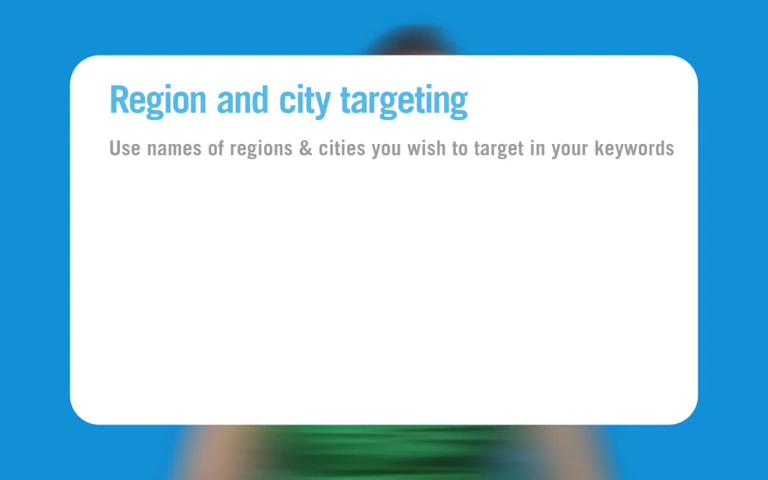 Region and city targeting
Use names of regions & cities you wish to target in your keywords